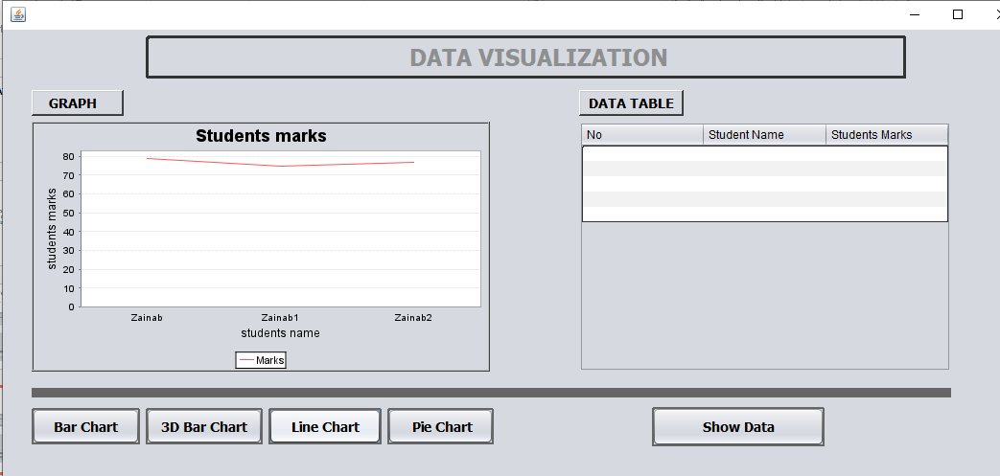 DATA VISUALIZATION
GRAPH
DATA TABLE
Students marks
80
70
60
50
40
30
20
10
0
students marks
Zainab Zainab1 Zainab2
students name
Marks
No Student Name Students Marks
Bar Chart 3D Bar Chart Line Chart Pie Chart Show Data